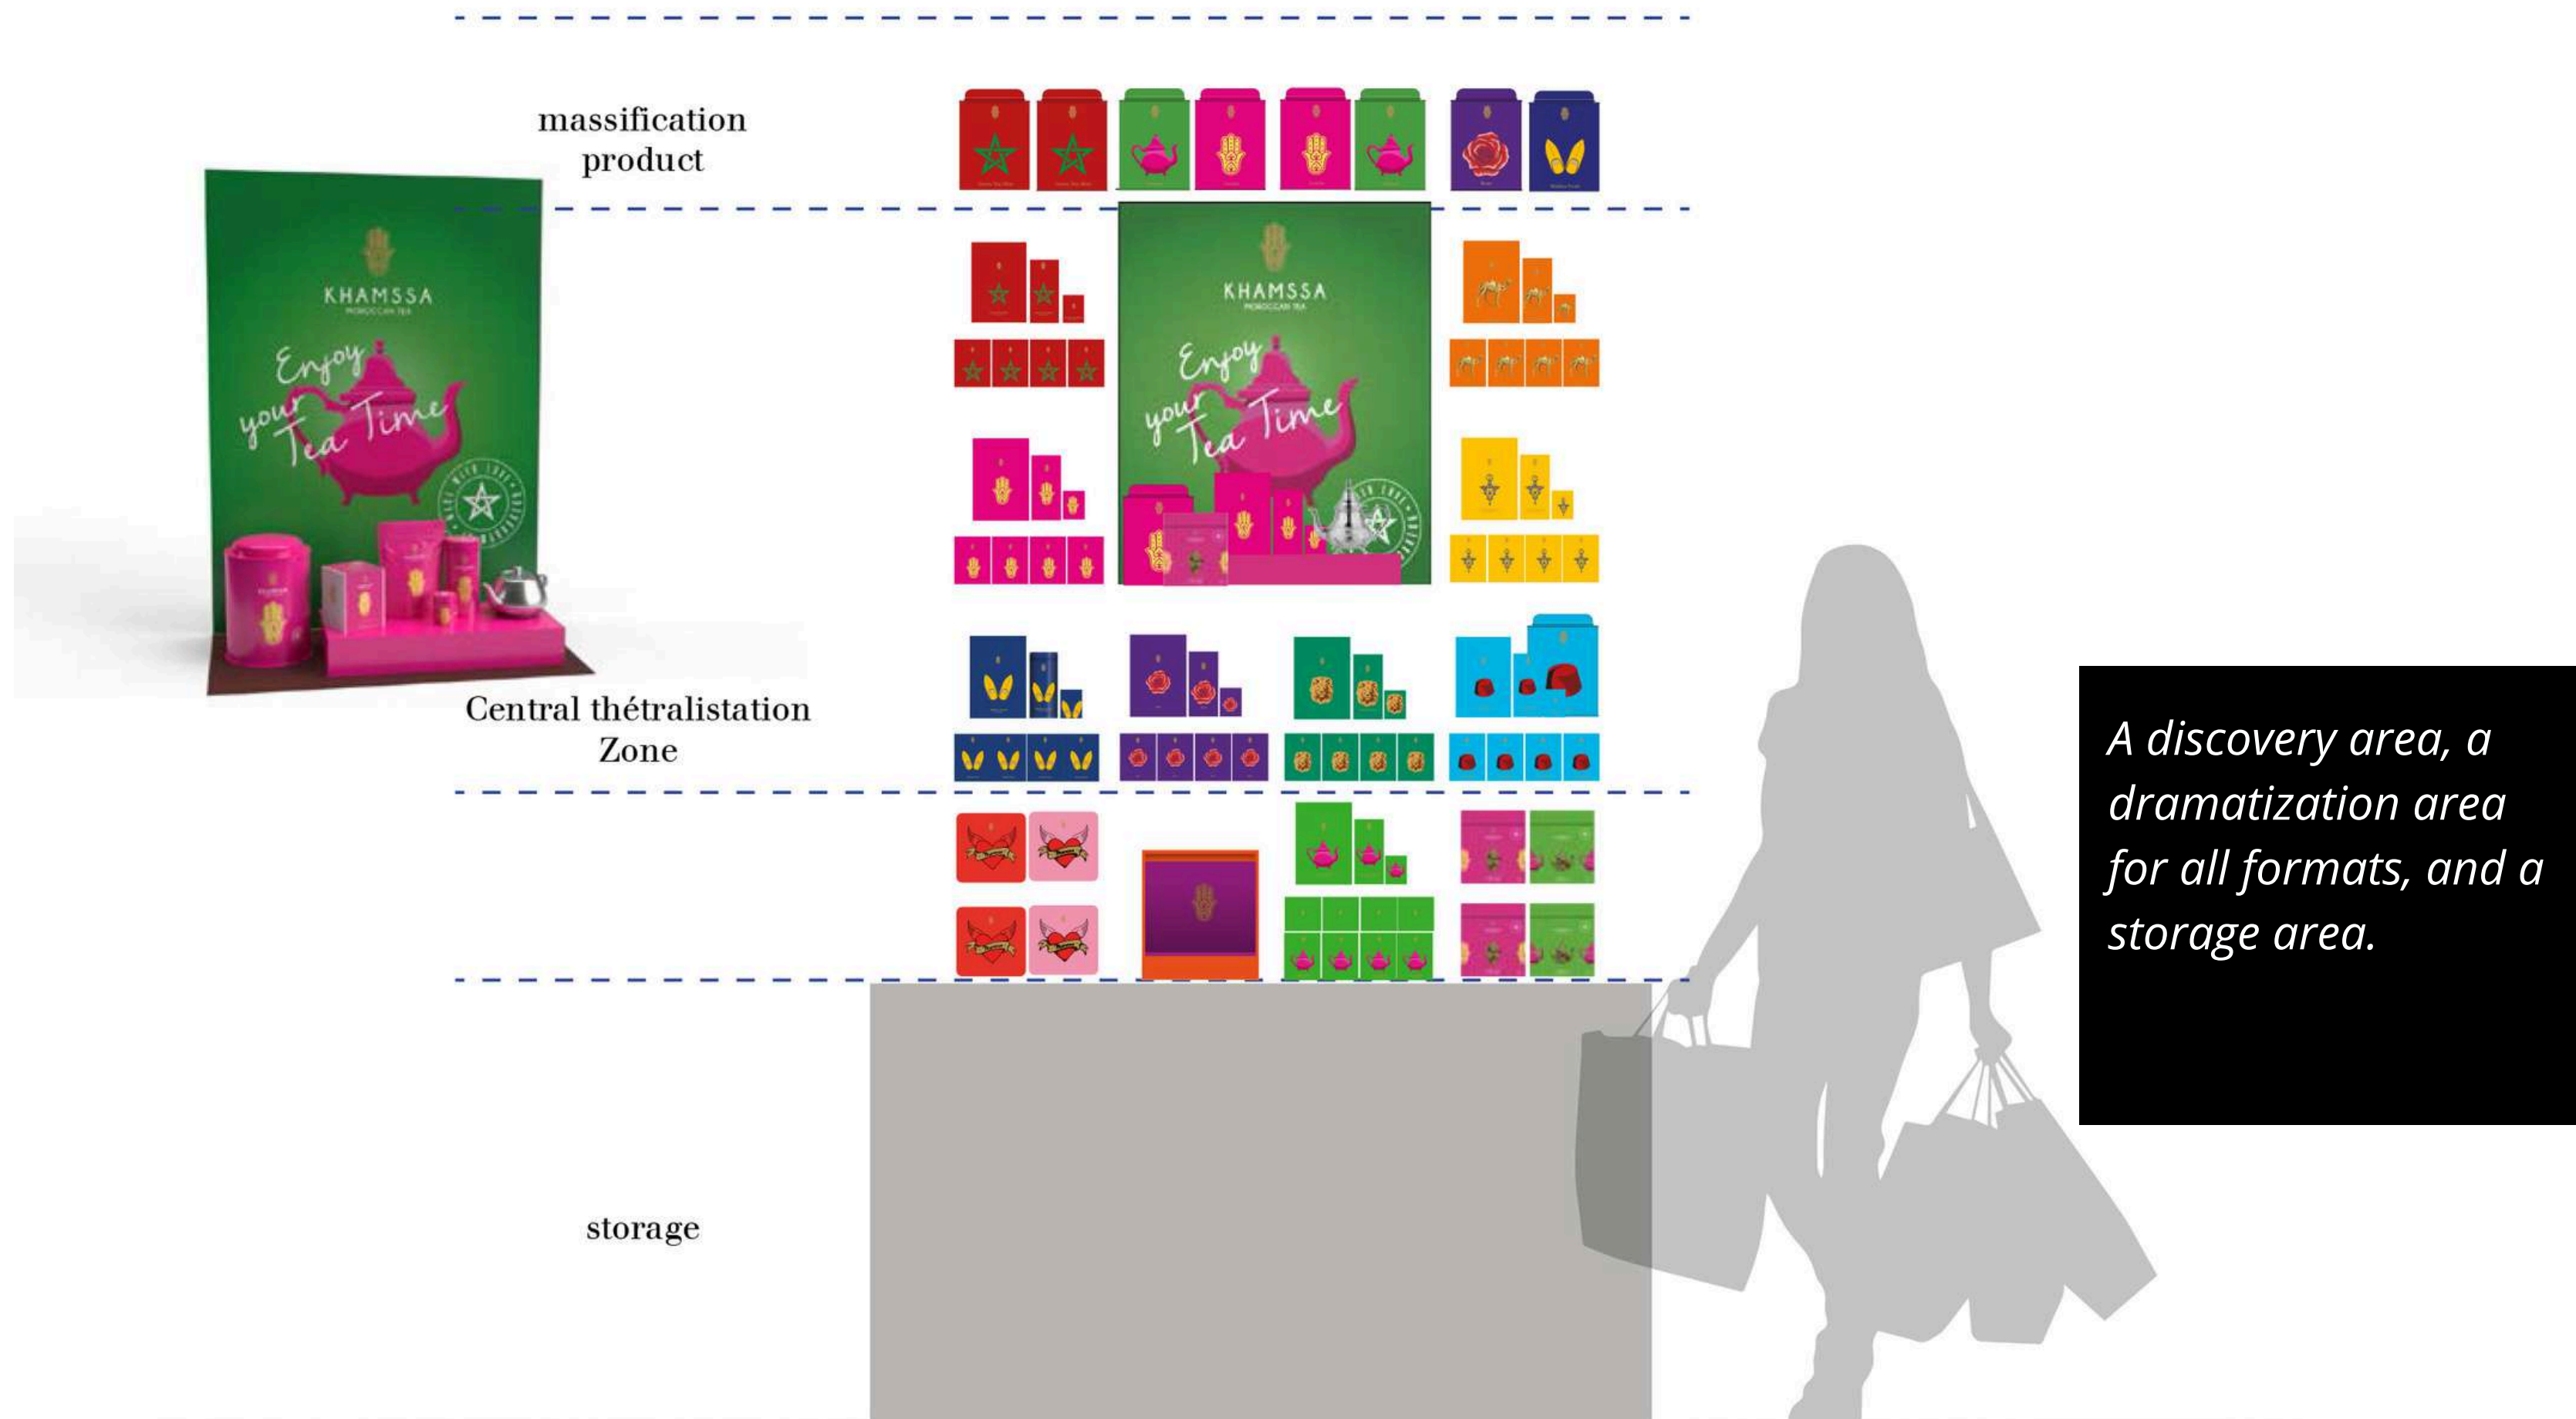 massification
product
KHAMSSA
MOROCCAN TEA
Enjoy
your
Tea Time
KHAMSSA
MOROCCAN TEA
Enjoy
your
Tea Time
Central thétralistation
Zone
A discovery area, a
dramatization area
for all formats, and a
storage area.
storage